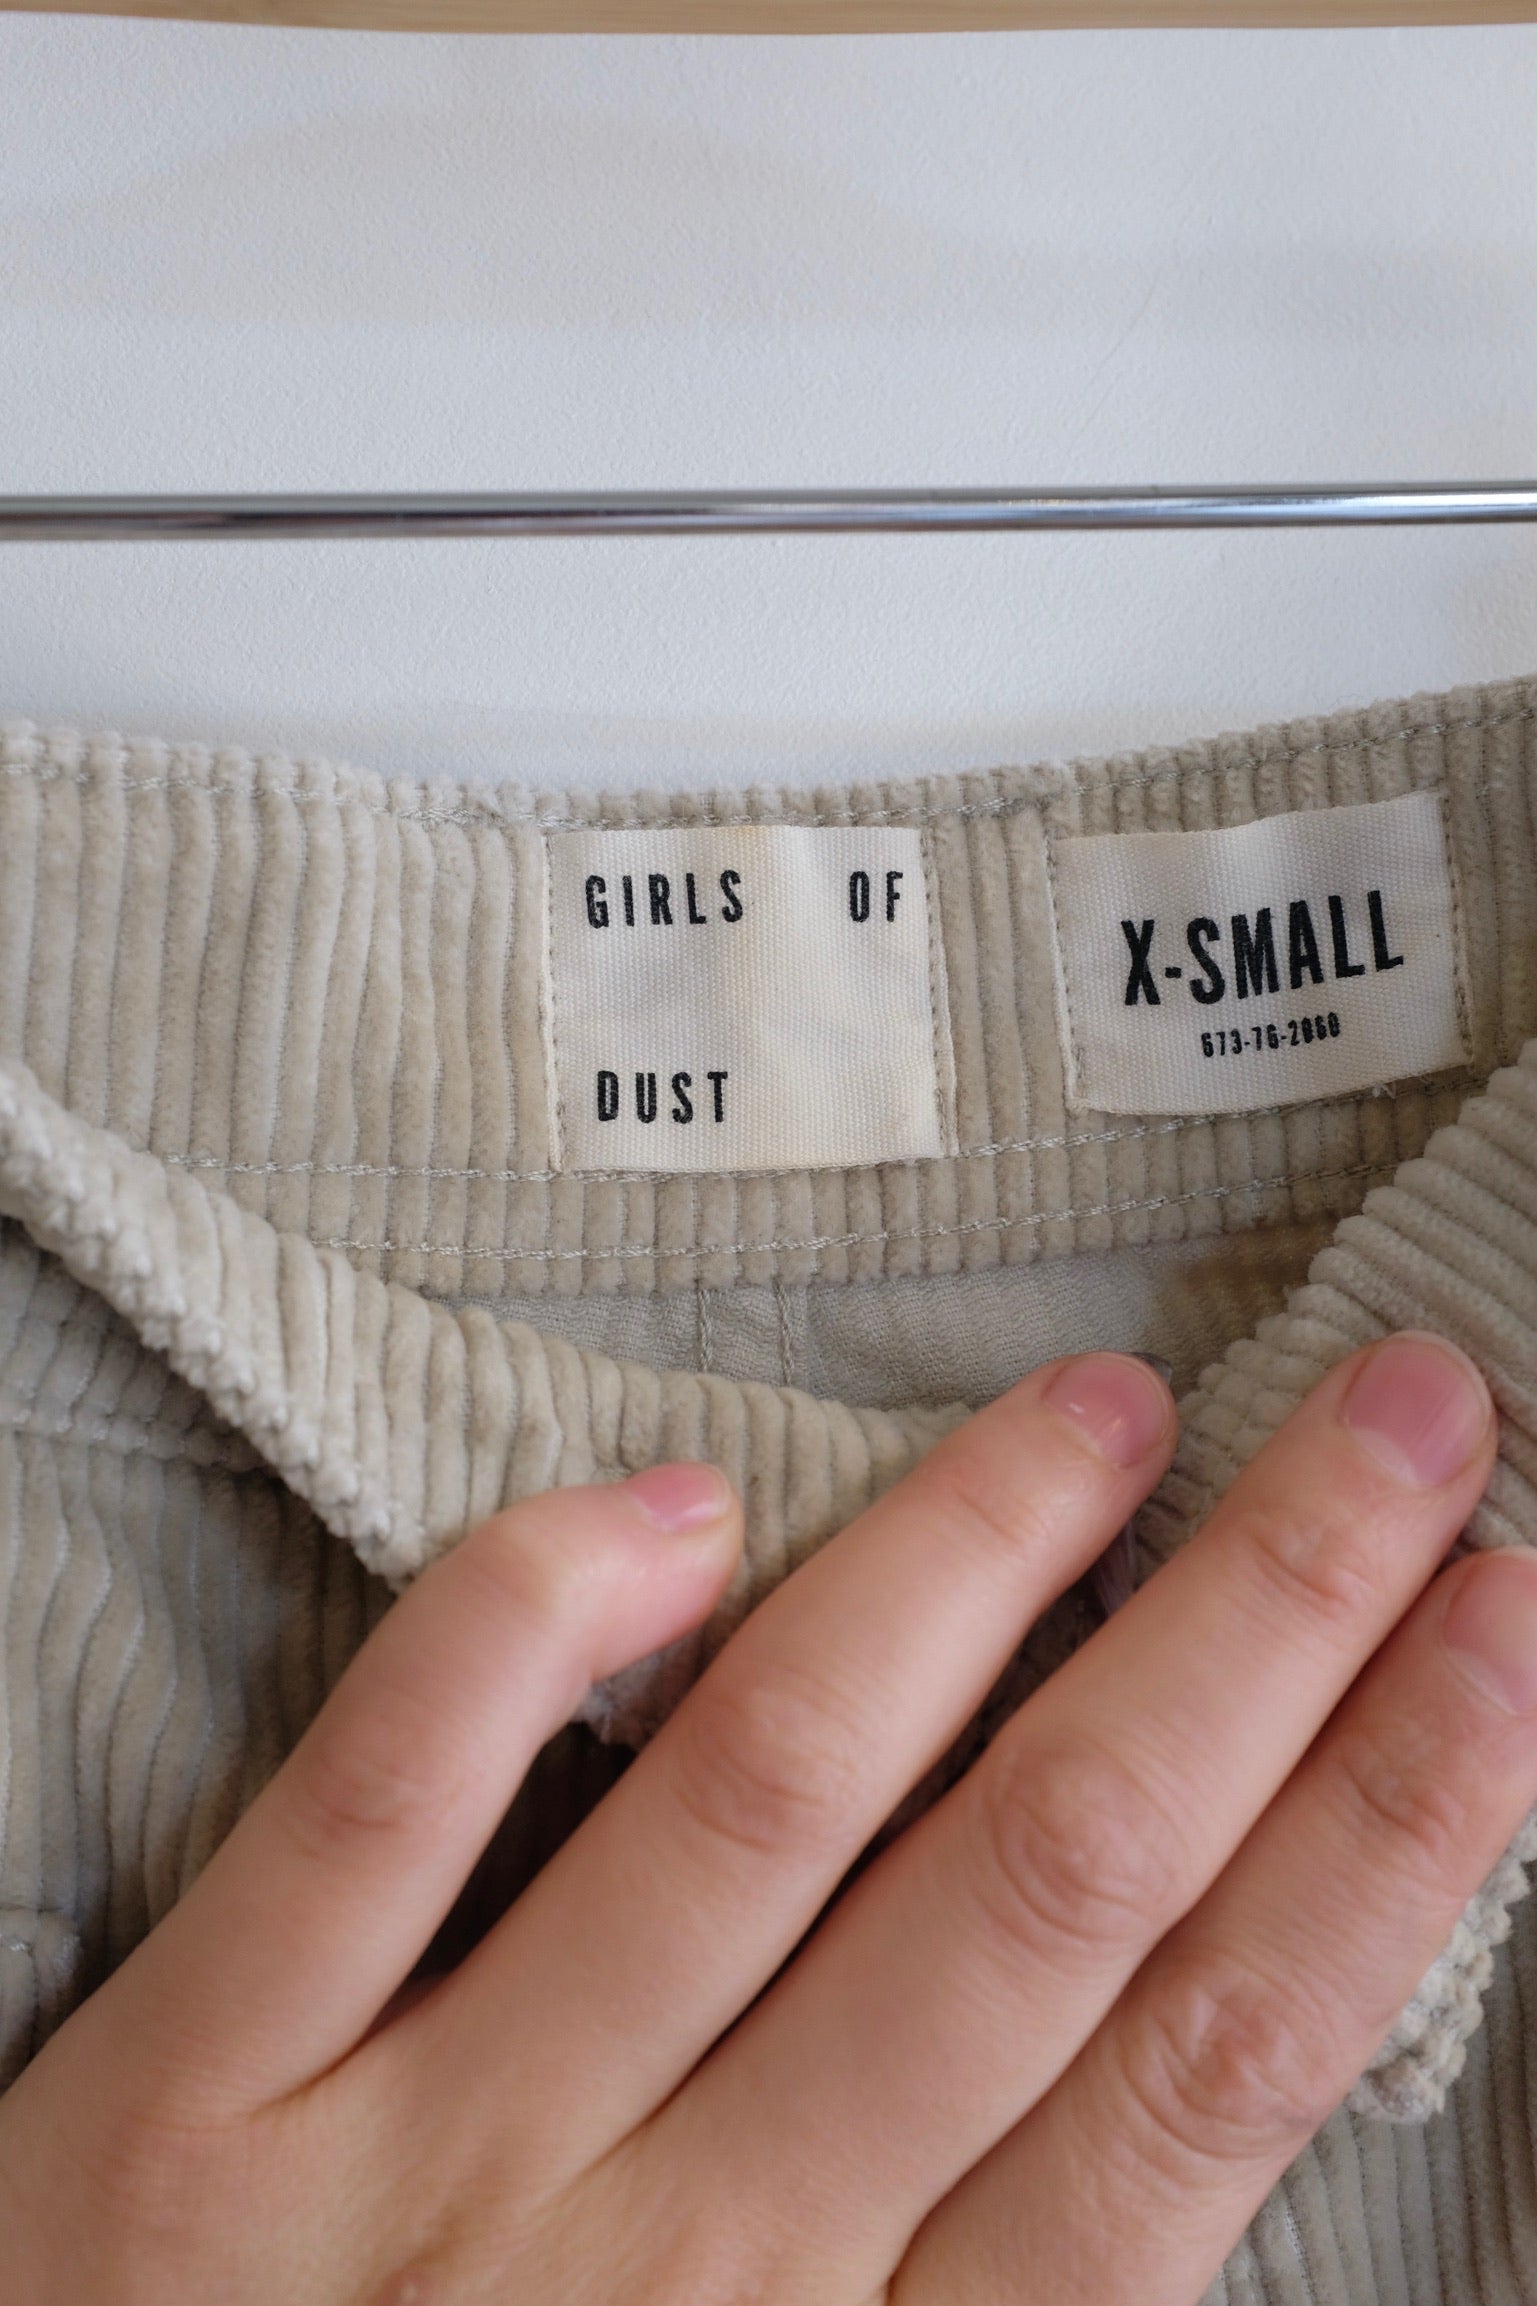 GIRLS OF
DUST
X-SMALL
673-76-2060